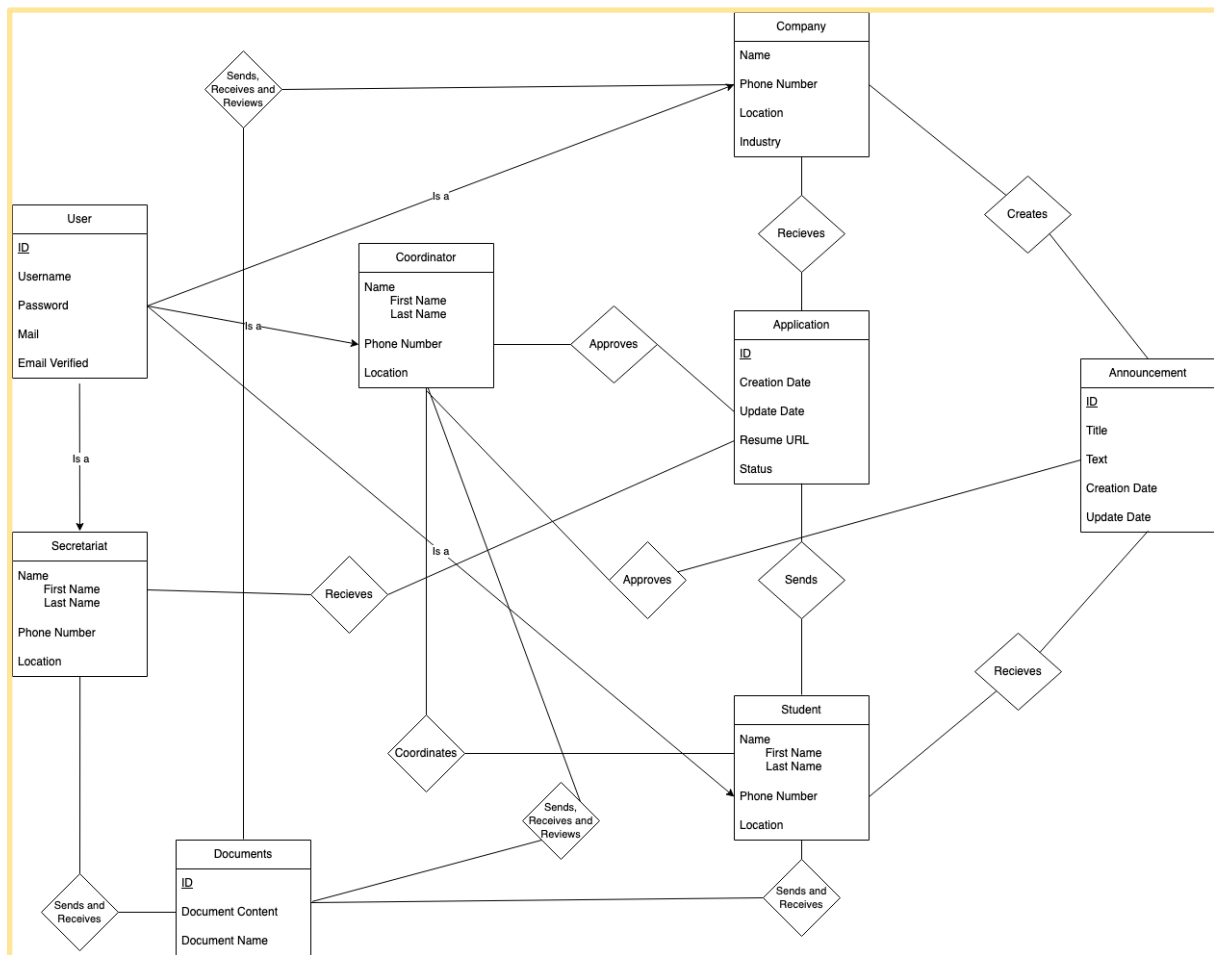 Company
Name
Phone Number
Location
Industry
Sends,
Receives and
Reviews
Is a
Creates
User
ID
Username
Password
Mail
Email Verified
Recieves
Coordinator
Name
First Name
Last Name
Phone Number
Location
Is a
Approves
Application
ID
Creation Date
Update Date
Resume URL
Status
Announcement
ID
Title
Text
Creation Date
Update Date
Is a
Secretariat
Name
First Name
Last Name
Phone Number
Location
Is a
Recieves
Approves
Sends
Recieves
Student
Name
First Name
Last Name
Phone Number
Location
Coordinates
Sends,
Receives and
Reviews
Documents
ID
Document Content
Document Name
Sends and
Receives
Sends and
Receives